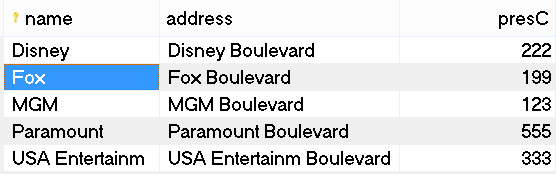 name address presC
Disney Disney Boulevard 222
Fox Fox Boulevard 199
MGM MGM Boulevard 123
Paramount Paramount Boulevard 555
USA Entertainm USA Entertainm Boulevard 333